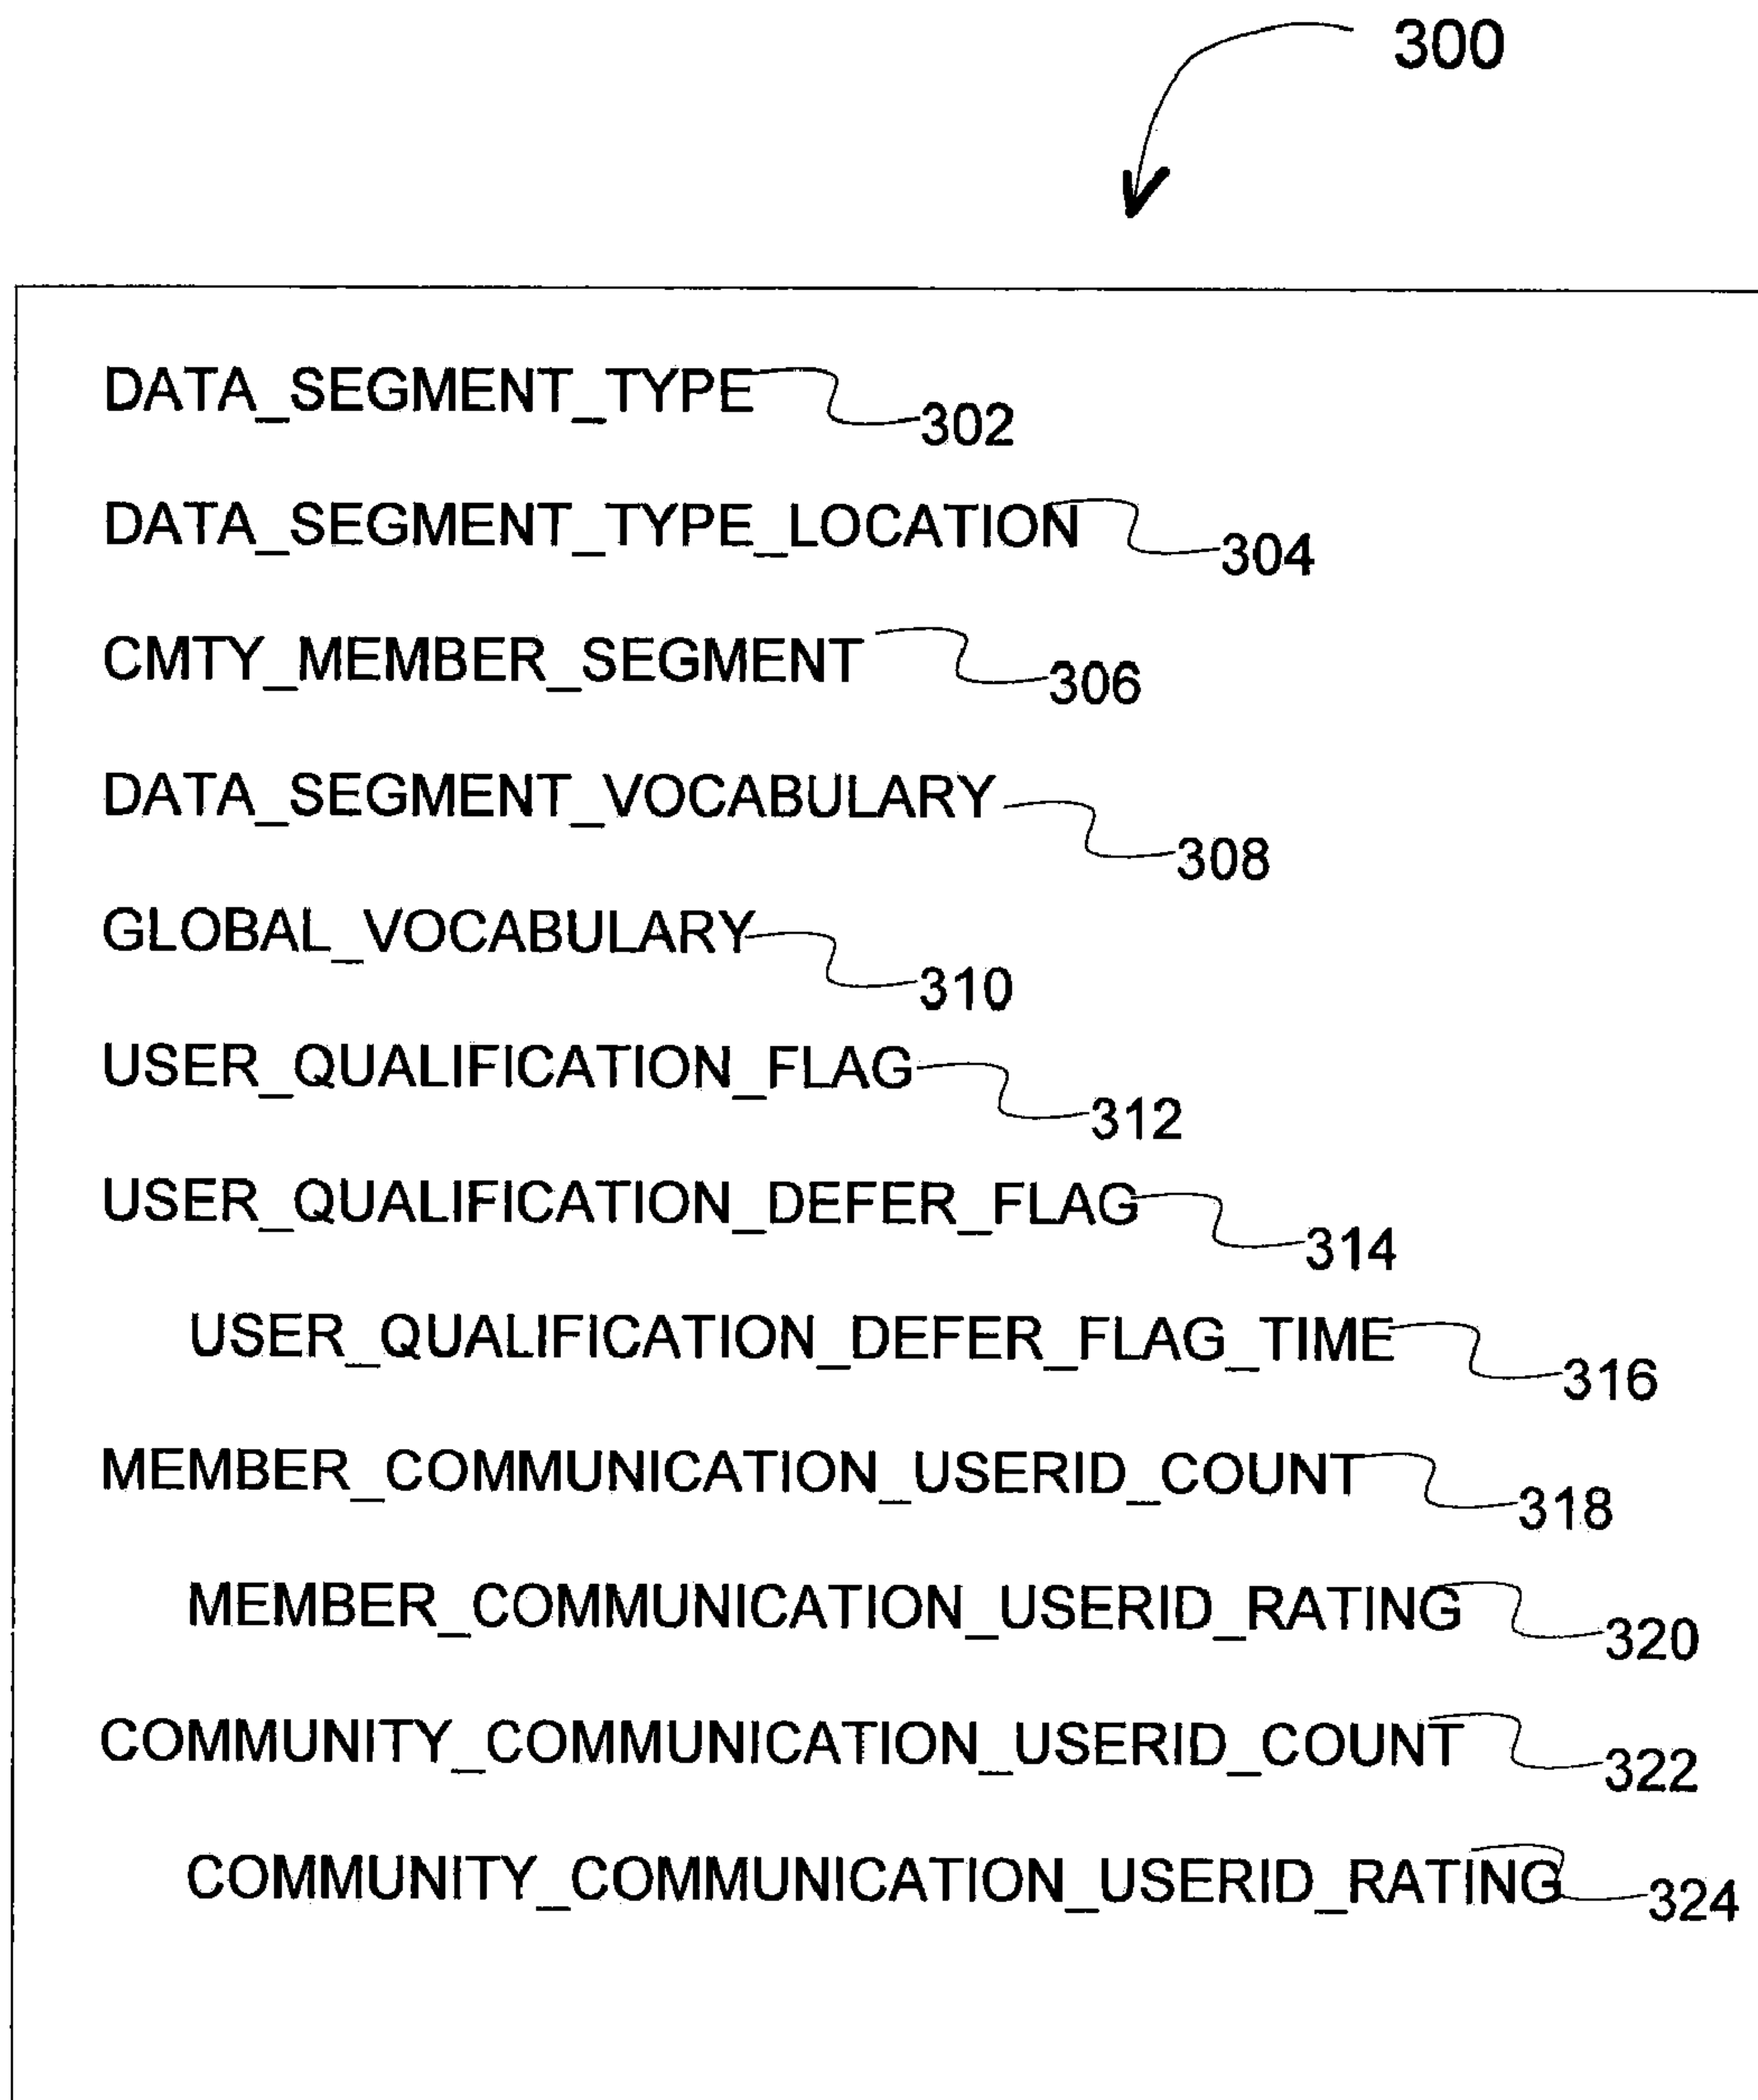 300
DATA_SEGMENT_TYPE 302
DATA_SEGMENT_TYPE_LOCATION 304
CMTY_MEMBER_SEGMENT 306
DATA_SEGMENT_VOCABULARY 308
GLOBAL_VOCABULARY 310
USER_QUALIFICATION_FLAG 312
USER_QUALIFICATION_DEFER_FLAG 314
USER_QUALIFICATION_DEFER_FLAG_TIME 316
MEMBER_COMMUNICATION_USERID_COUNT 318
MEMBER_COMMUNICATION_USERID_RATING 320
COMMUNITY_COMMUNICATION_USERID_COUNT 322
COMMUNITY_COMMUNICATION_USERID_RATING 324